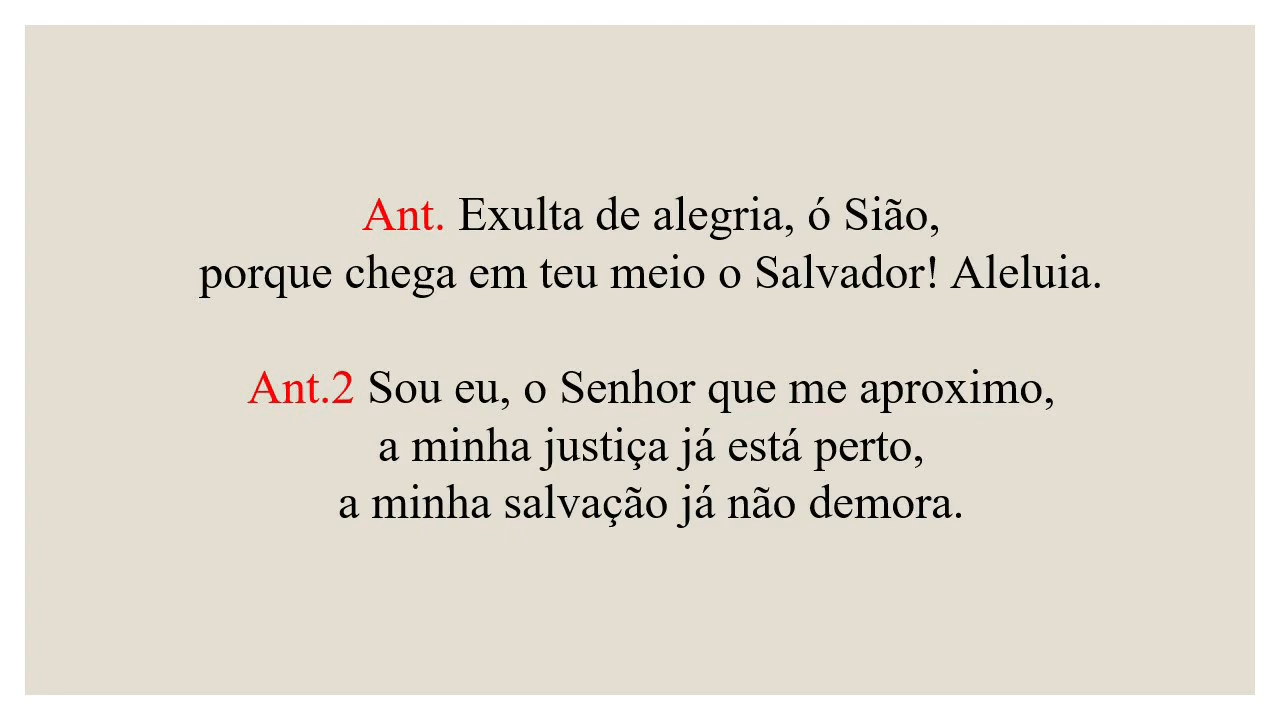 Ant. Exulta de alegria, ó Sião,
porque chega em teu meio o Salvador! Aleluia.
Ant.2 Sou eu, o Senhor que me aproximo,
a minha justiça já está perto,
a minha salvação já não demora.